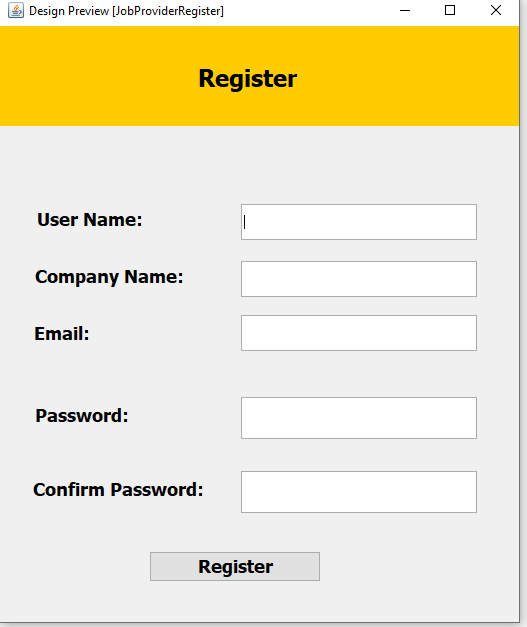 Design Preview [JobProviderRegister]
Register
User Name:
Company Name:
Email:
Password:
Confirm Password:
Register